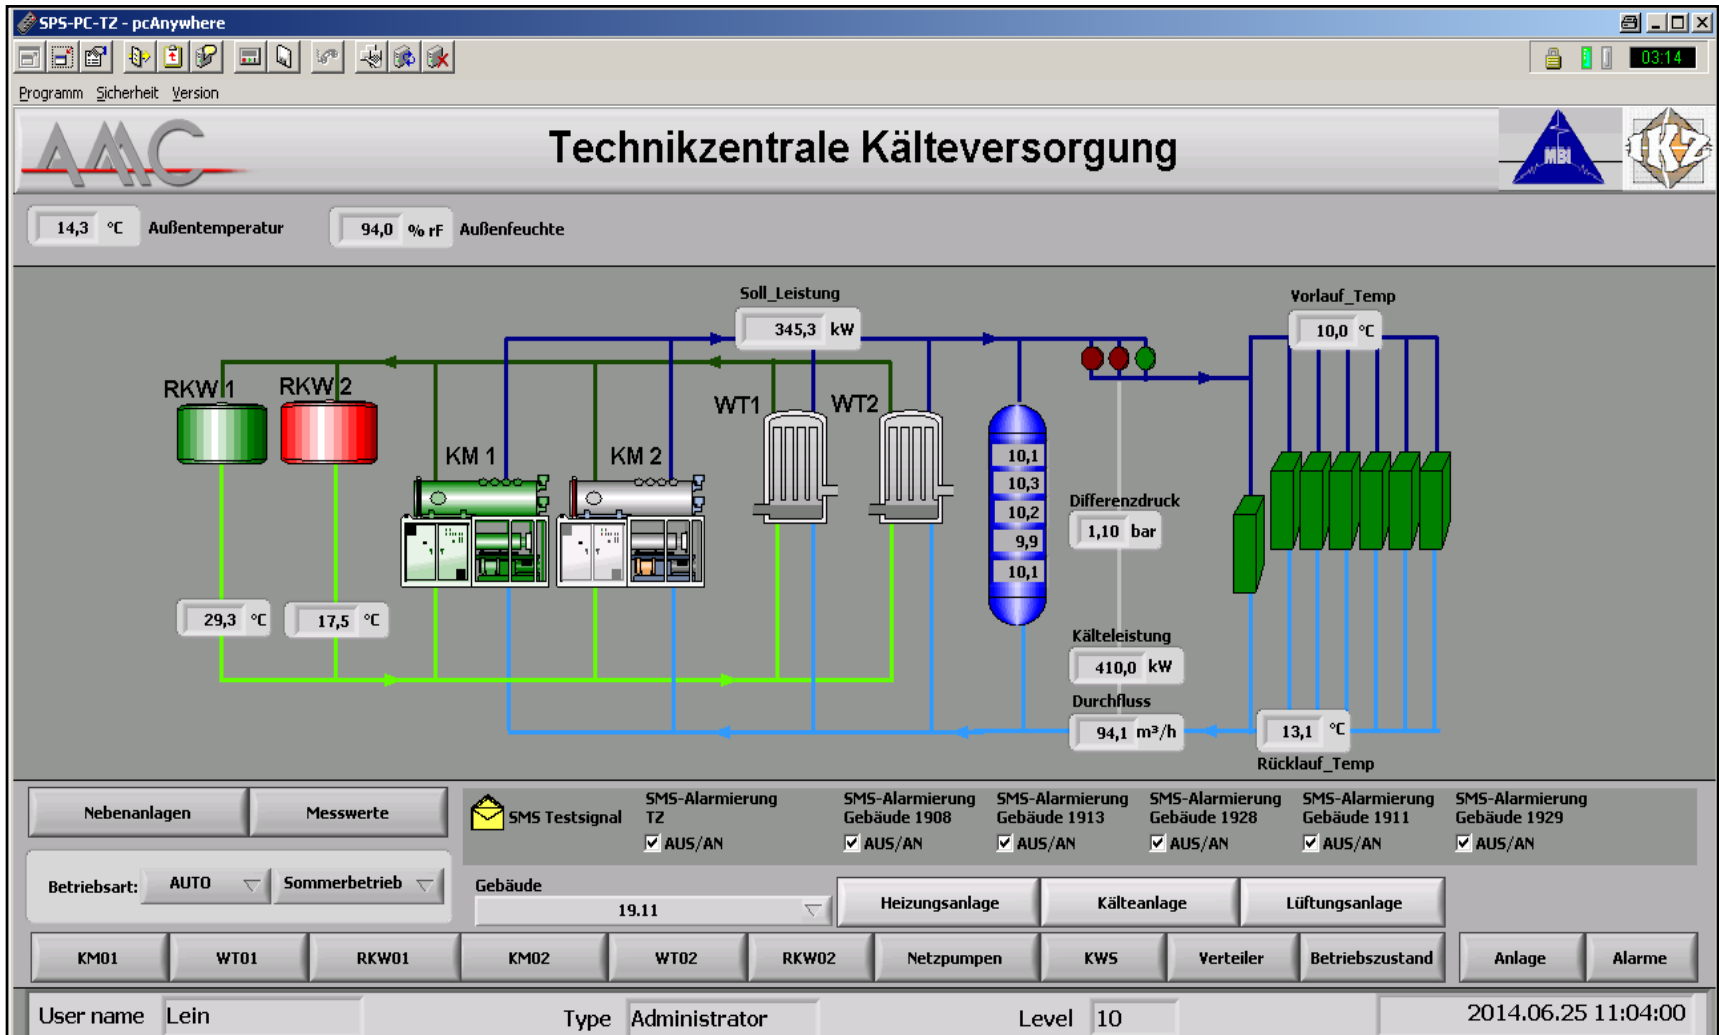 SPS-PC-TZ - pcAnywhere
03:14
Programm Sicherheit Version
AMC
Technikzentrale Kälteversorgung
MBI
IKZ
14,3 °C Außentemperatur 94,0 % rF Außenfeuchte
Soll_Leistung
345,3 kW
Vorlauf_Temp
10,0 °C
RKW 1
RKW 2
WT1
WT2
KM 1
KM 2
10,1
10,3
10,2
9,9
10,1
Differenzdruck
1,10 bar
29,3 °C
17,5 °C
Kälteleistung
410,0 kW
Durchfluss
94,1 m³/h
13,1 °C
Rücklauf_Temp
Nebenanlagen
Messwerte
SMS Testsignal
SMS-Alarmierung TZ
AUS/AN
SMS-Alarmierung Gebäude 1908
AUS/AN
SMS-Alarmierung Gebäude 1913
AUS/AN
SMS-Alarmierung Gebäude 1928
AUS/AN
SMS-Alarmierung Gebäude 1911
AUS/AN
SMS-Alarmierung Gebäude 1929
AUS/AN
Betriebsart: AUTO Sommerbetrieb
Gebäude
19.11
Heizungsanlage
Kälteanlage
Lüftungsanlage
KM01 WT01 RKW01 KM02 WT02 RKW02 Netzpumpen KWS Verteiler Betriebszustand Anlage Alarme
User name Lein Type Administrator Level 10 2014.06.25 11:04:00